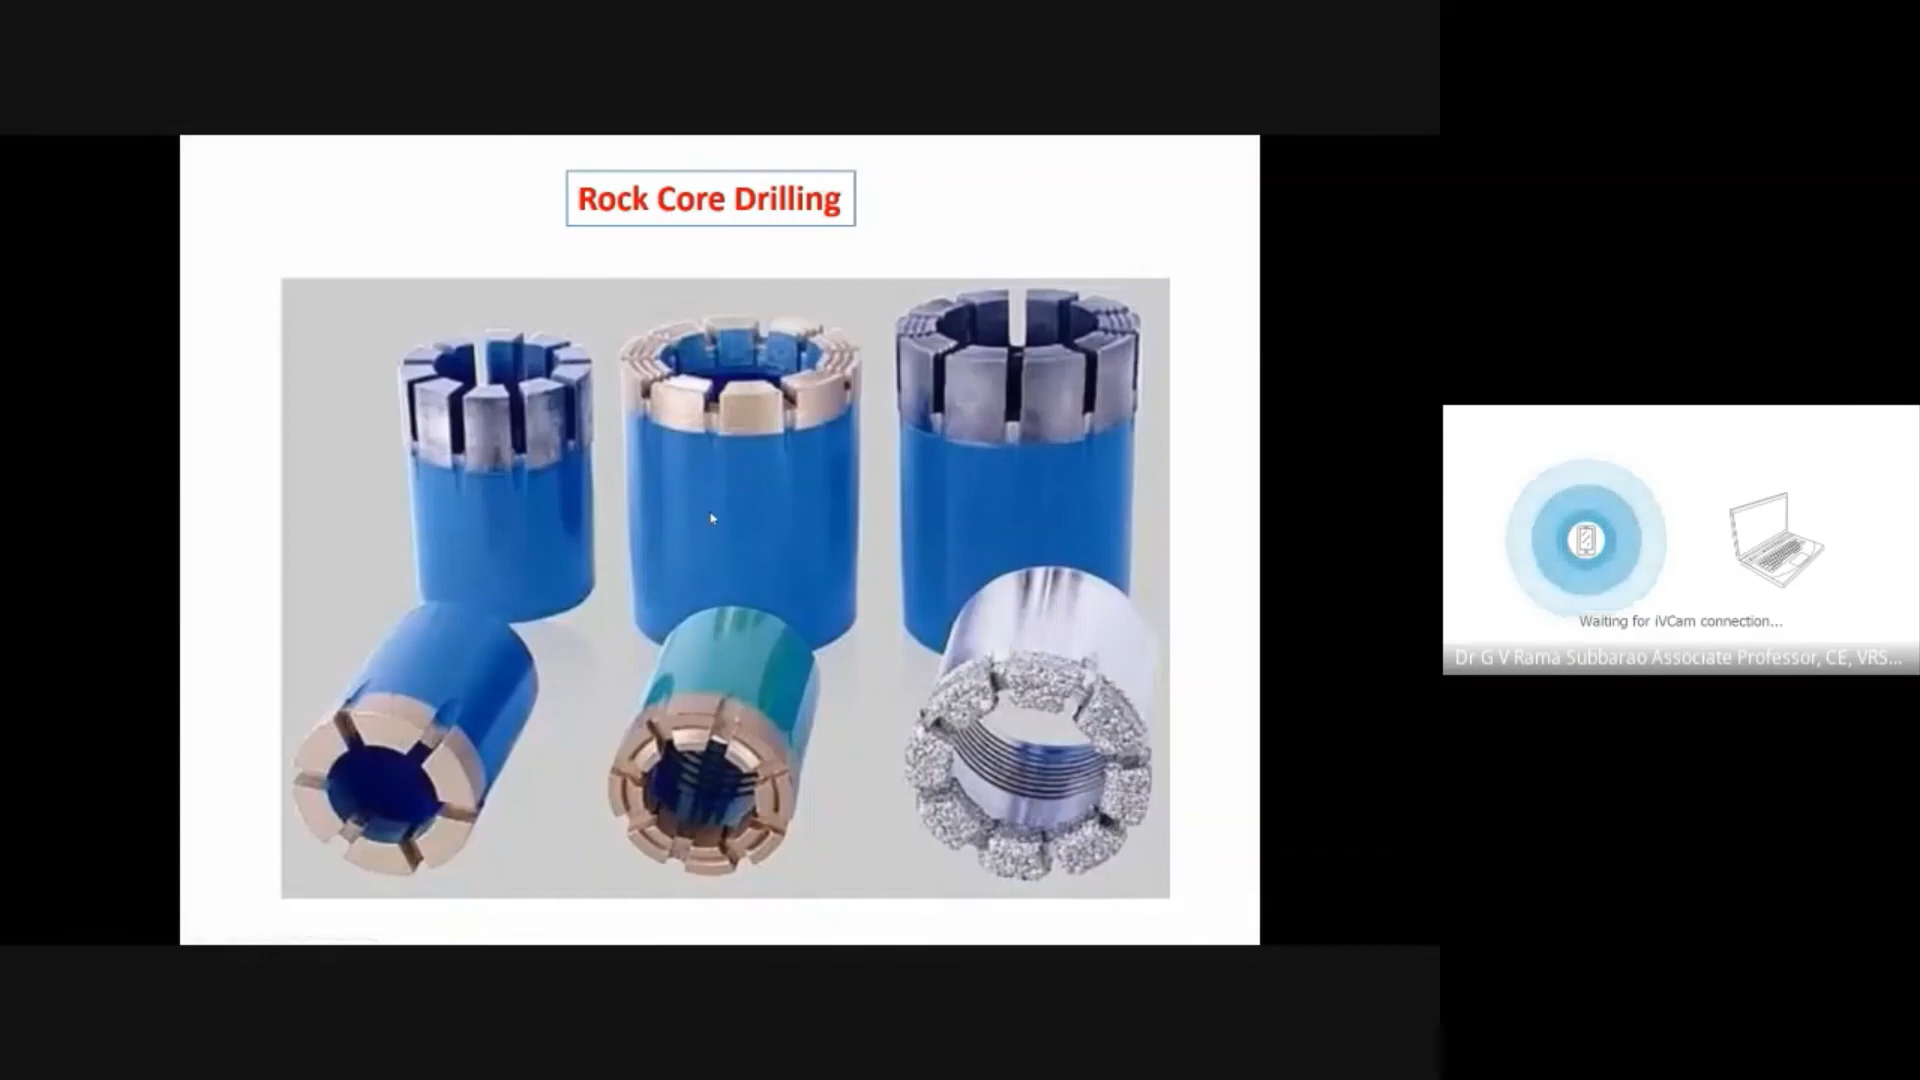 Rock Core Drilling
Waiting for iVCam connection...
Dr G V Rama Subbarao Associate Professor, CE, VRS...